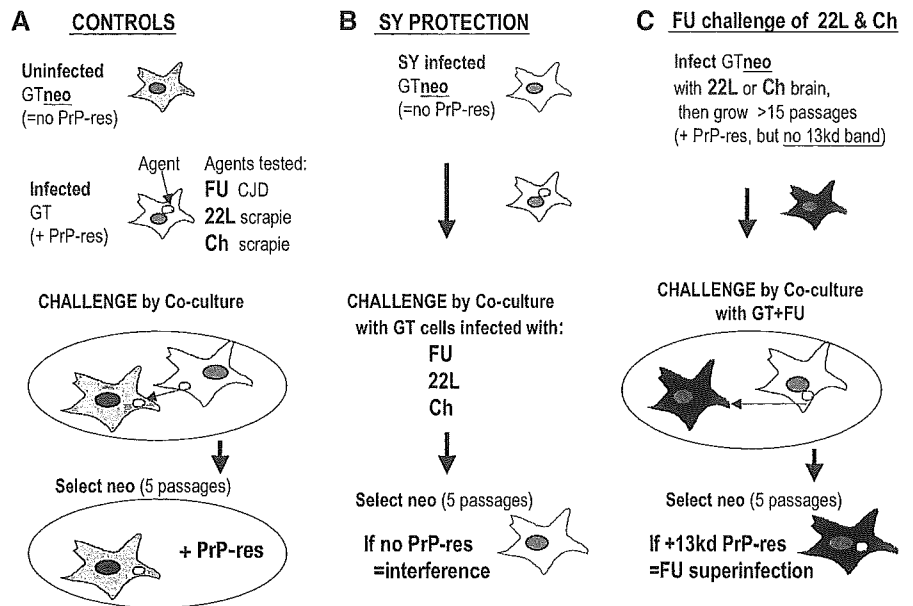 A CONTROLS
Uninfected
GTneo
(=no PrP-res)
Agent
Infected
GT
(+ PrP-res)
Agents tested:
FU CJD
22L scrapie
Ch scrapie
CHALLENGE by Co-culture
Select neo (5 passages)
+ PrP-res
B SY PROTECTION
SY infected
GTneo
(=no PrP-res)
CHALLENGE by Co-culture
with GT cells infected with:
FU
22L
Ch
Select neo (5 passages)
If no PrP-res
=interference
C FU challenge of 22L & Ch
Infect GTneo
with 22L or Ch brain,
then grow >15 passages
(+ PrP-res, but no 13kd band)
CHALLENGE by Co-culture
with GT+FU
Select neo (5 passages)
If +13kd PrP-res
=FU superinfection